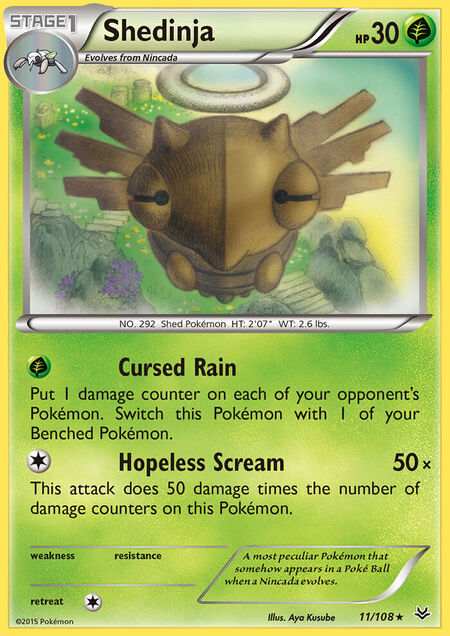 STAGE1
Shedinja
HP 30
Evolves from Nincada
NO. 292 Shed Pokémon HT: 2'07" WT: 2.6 lbs.
Cursed Rain
Put 1 damage counter on each of your opponent's
Pokémon. Switch this Pokémon with 1 of your
Benched Pokémon.
Hopeless Scream 50×
This attack does 50 damage times the number of
damage counters on this Pokémon.
weakness resistance
A most peculiar Pokémon that
somehow appears in a Poké Ball
when a Nincada evolves.
retreat
©2015 Pokémon Illus. Aya Kusube 11/108★